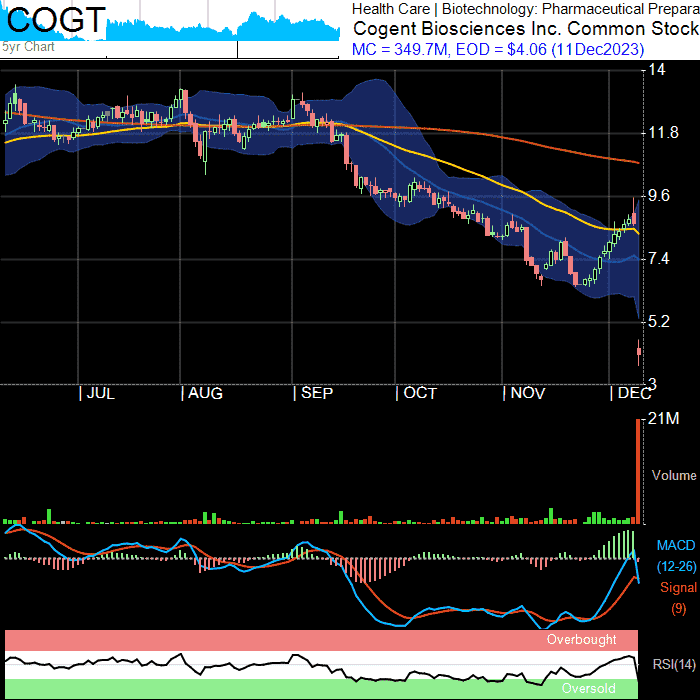 COGT
5yr Chart
Health Care | Biotechnology: Pharmaceutical Prepara
Cogent Biosciences Inc. Common Stock
MC = 349.7M, EOD = $4.06 (11Dec2023)
14
11.8
9.6
7.4
5.2
3
| JUL | AUG | SEP | OCT | NOV | DEC
21M
Volume
MACD
(12-26)
Signal
(9)
Overbought
RSI(14)
Oversold